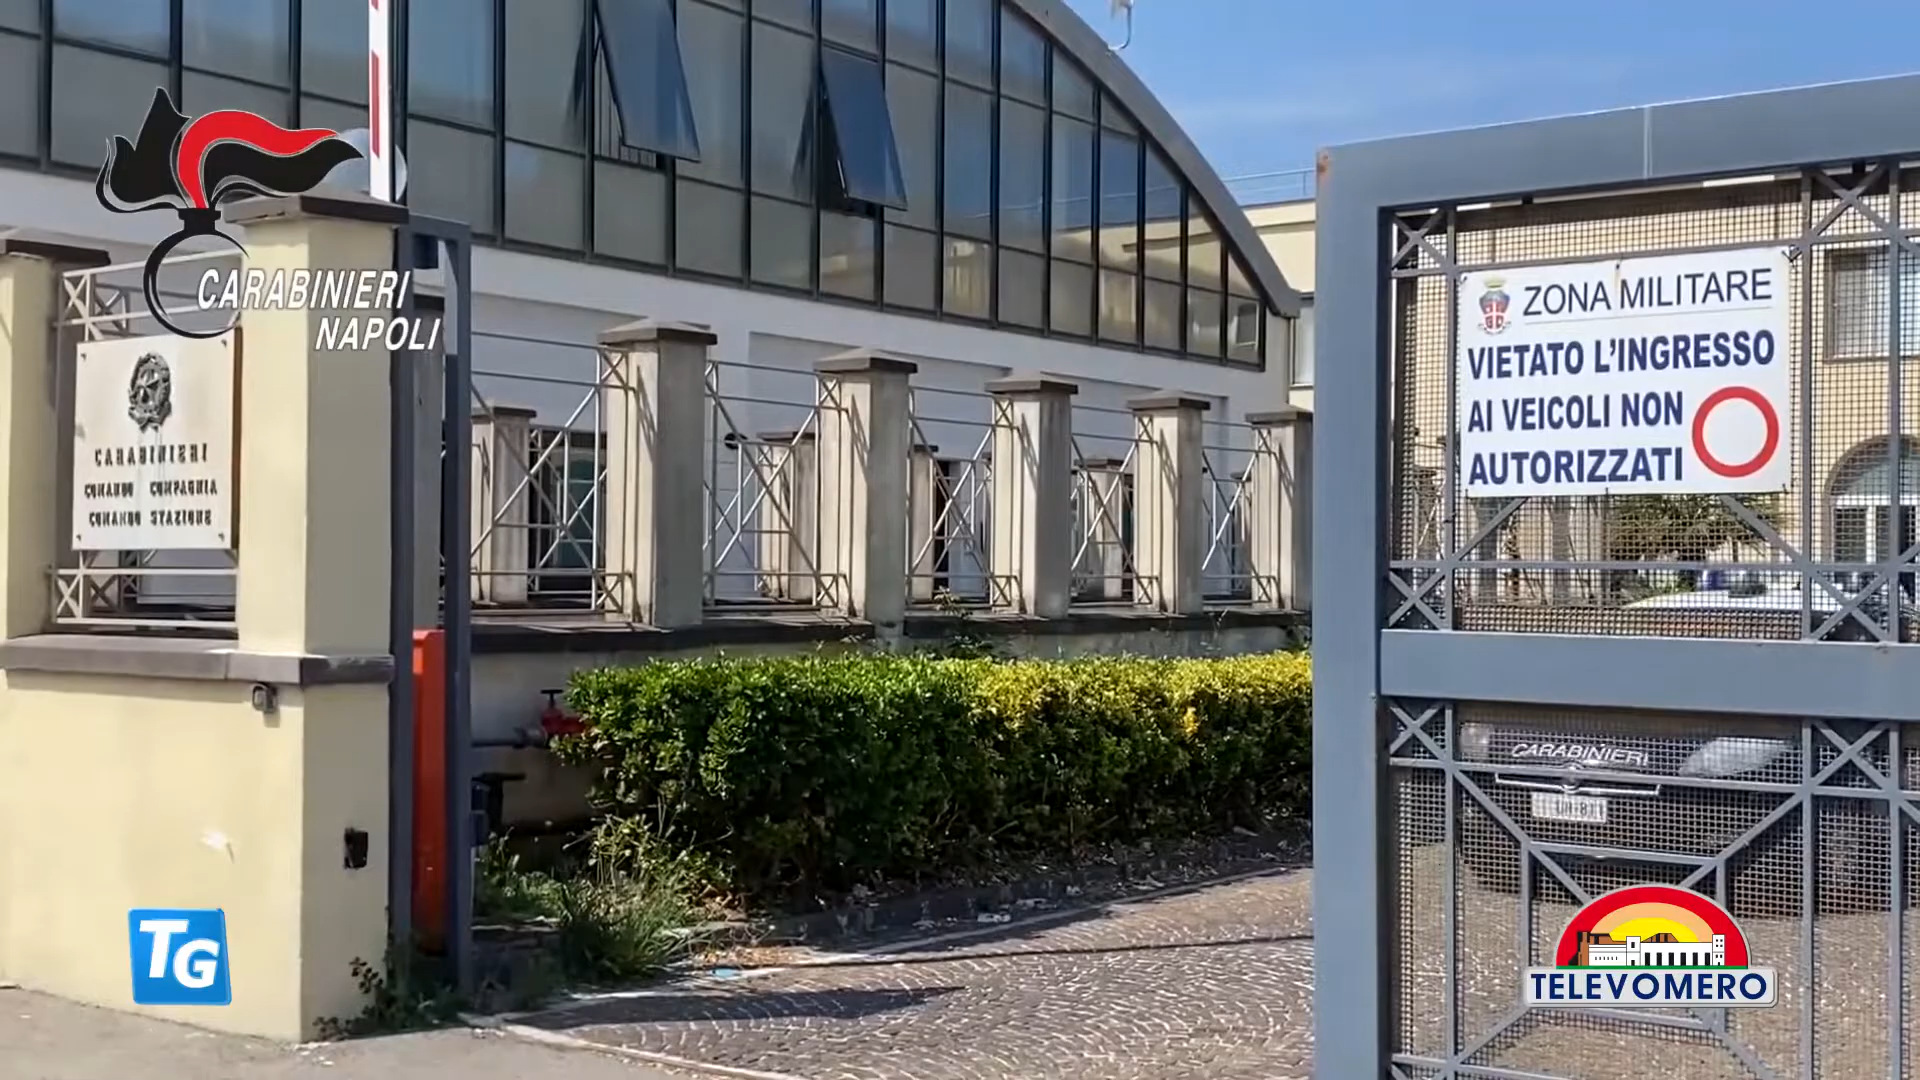 CARABINIERI
NAPOLI
CARABINIERI
COMANDO COMPAGNIA
COMANDO STAZIONE
ZONA MILITARE
VIETATO L'INGRESSO
AI VEICOLI NON
AUTORIZZATI
CARABINIERI
TG
TELEVOMERO